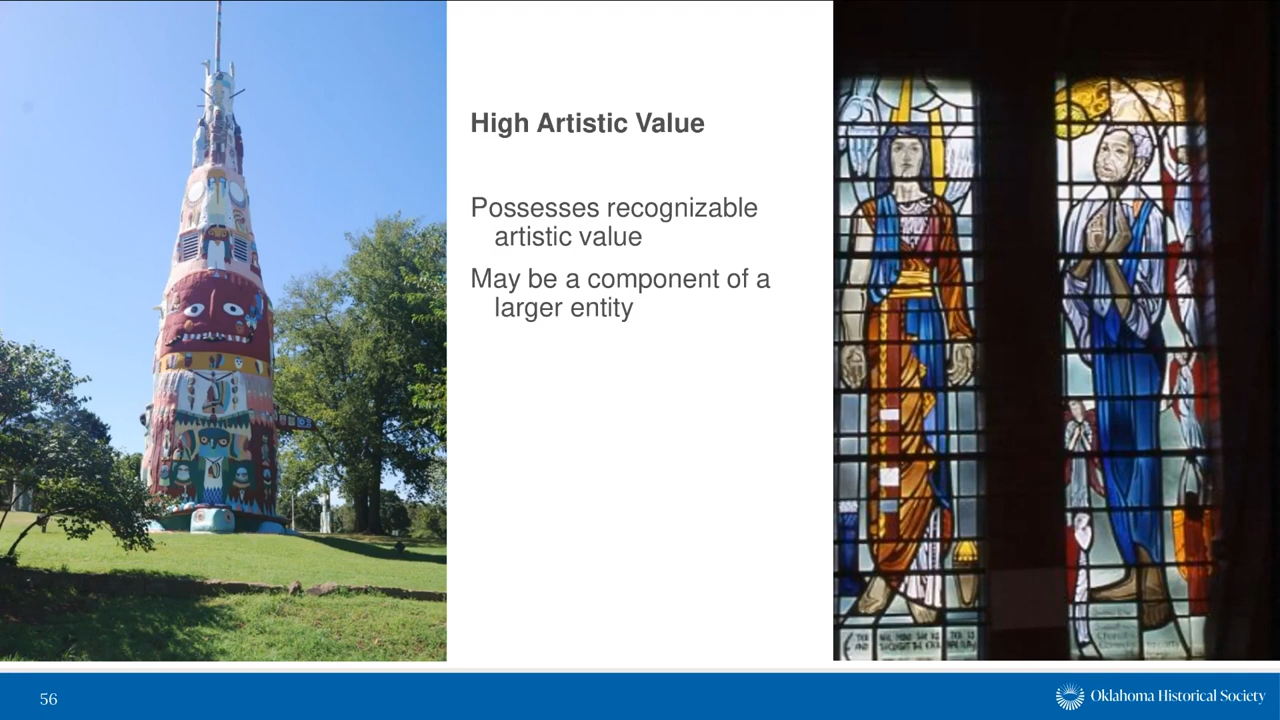 High Artistic Value
Possesses recognizable
artistic value
May be a component of a
larger entity
56
Oklahoma Historical Society